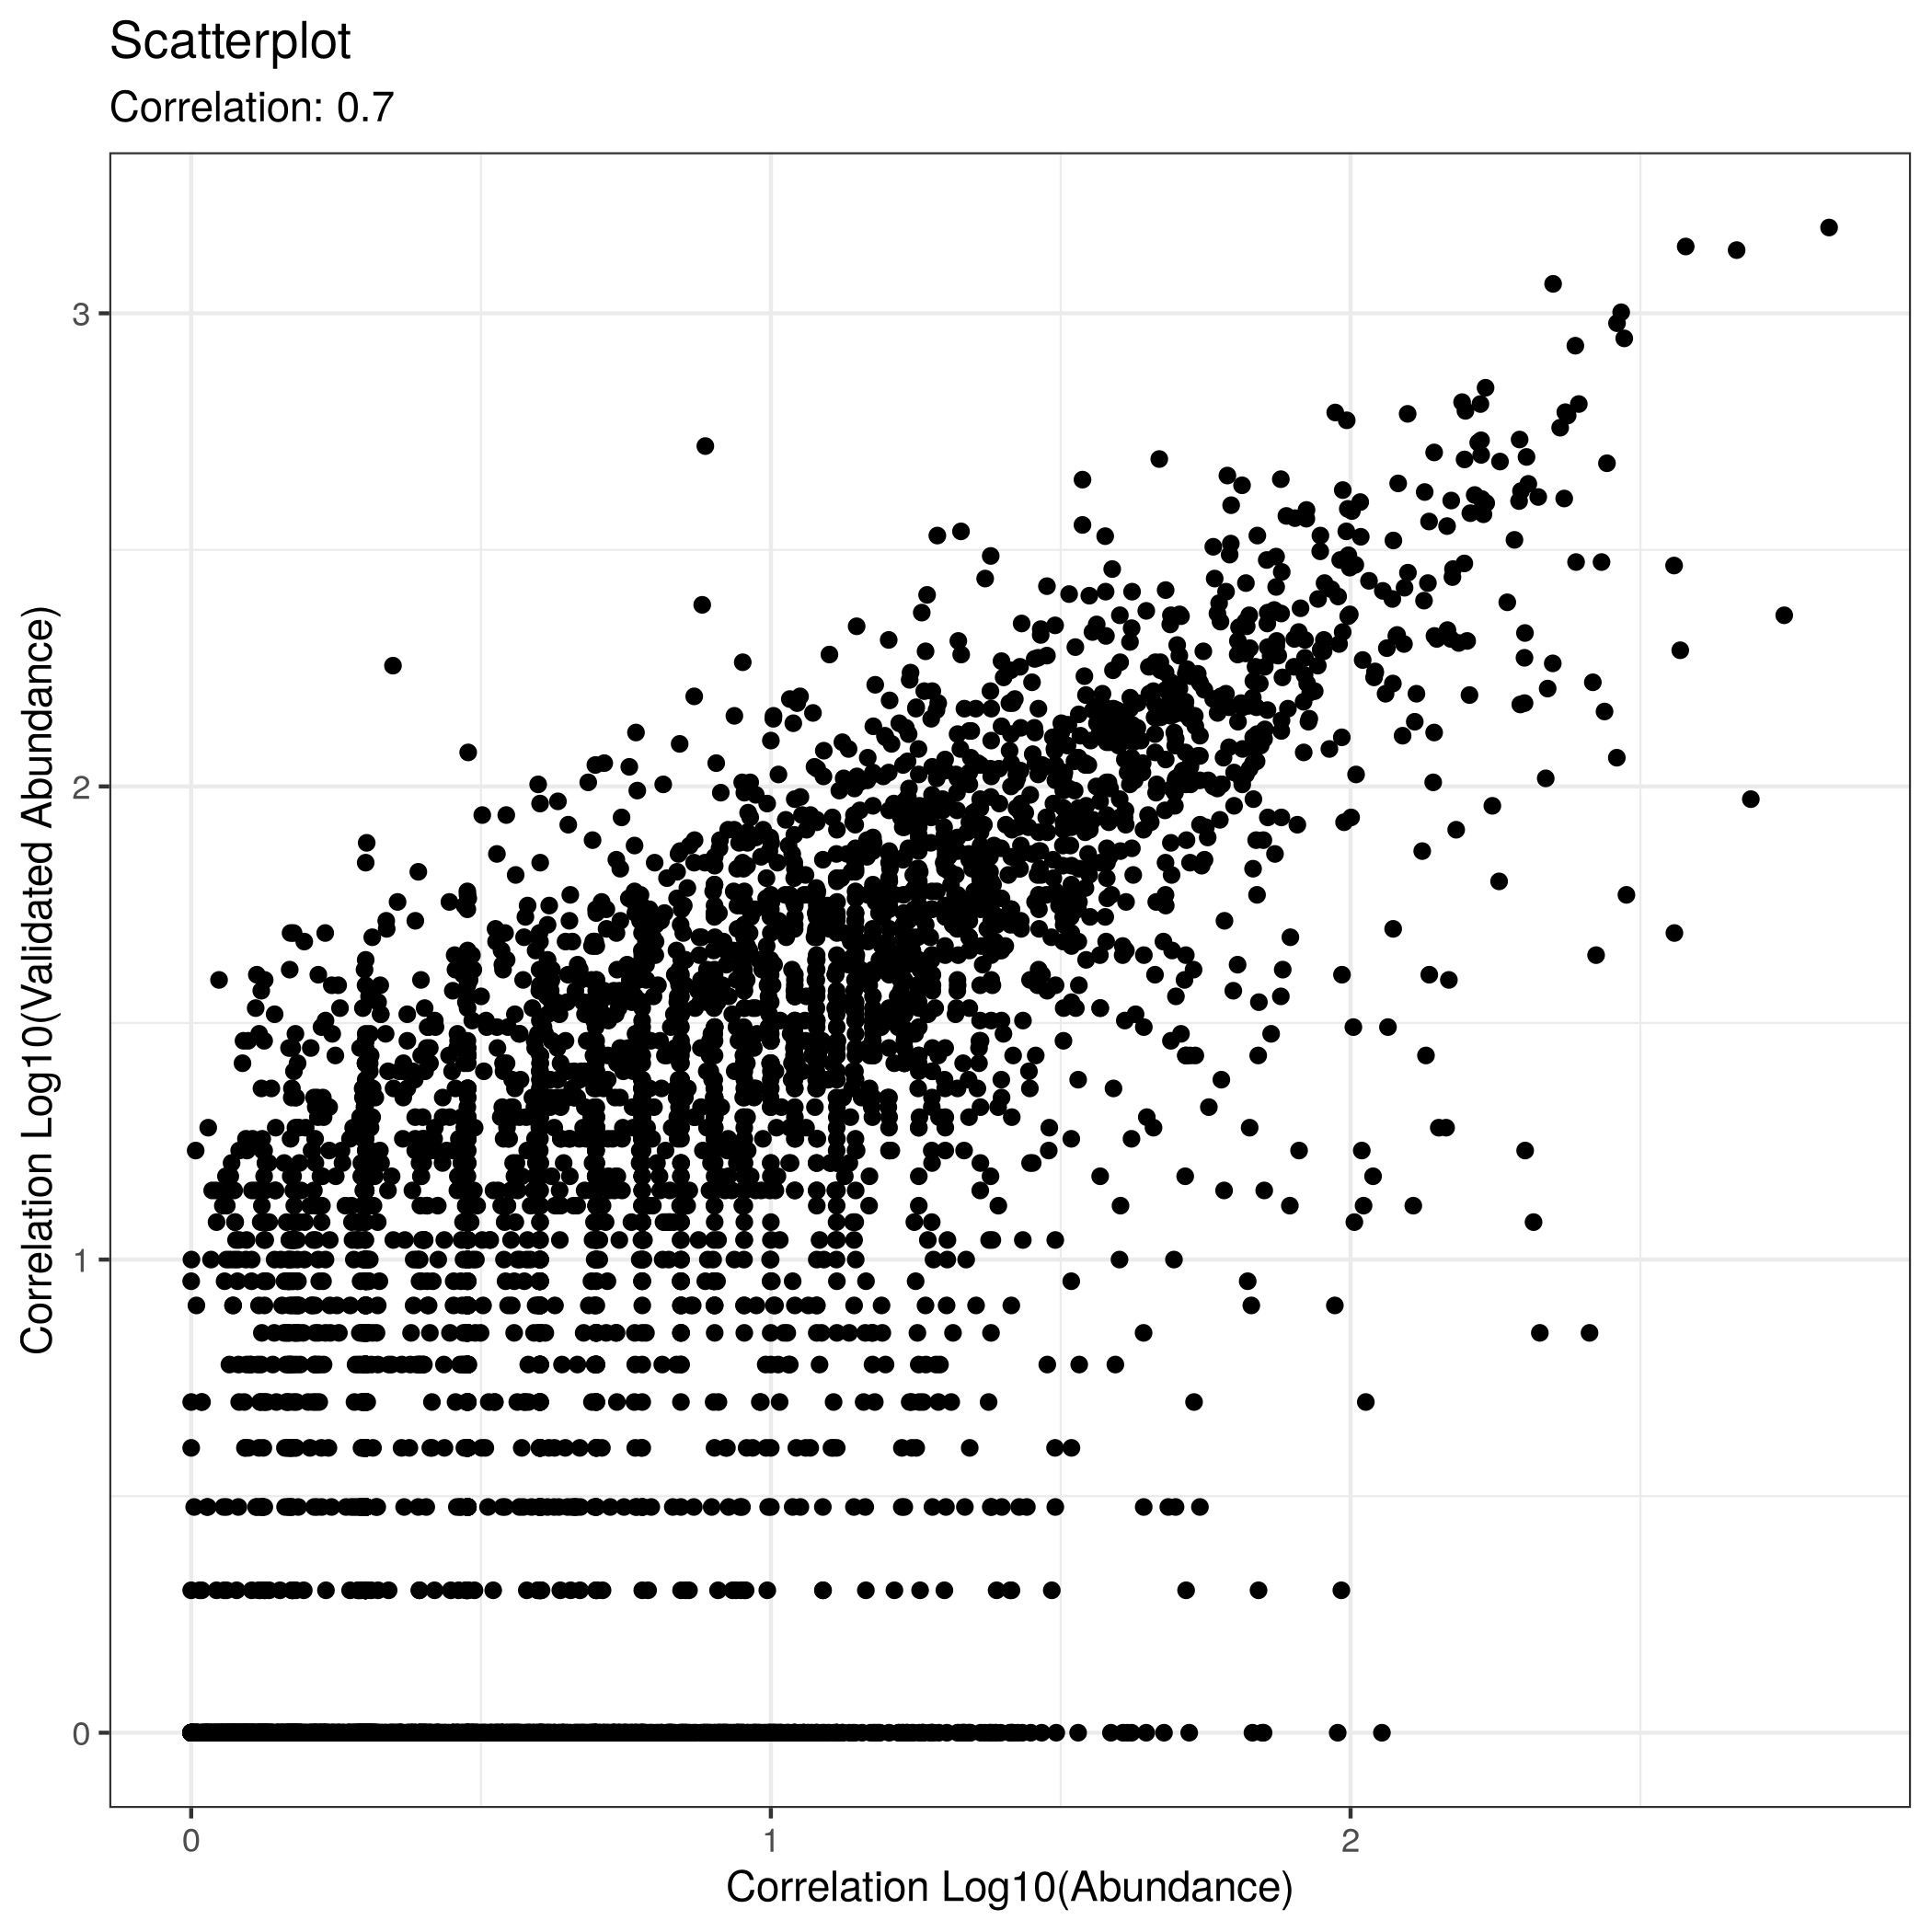 Scatterplot
Correlation: 0.7
Correlation Log10(Validated Abundance)
3
2
1
0
0
1
2
Correlation Log10(Abundance)